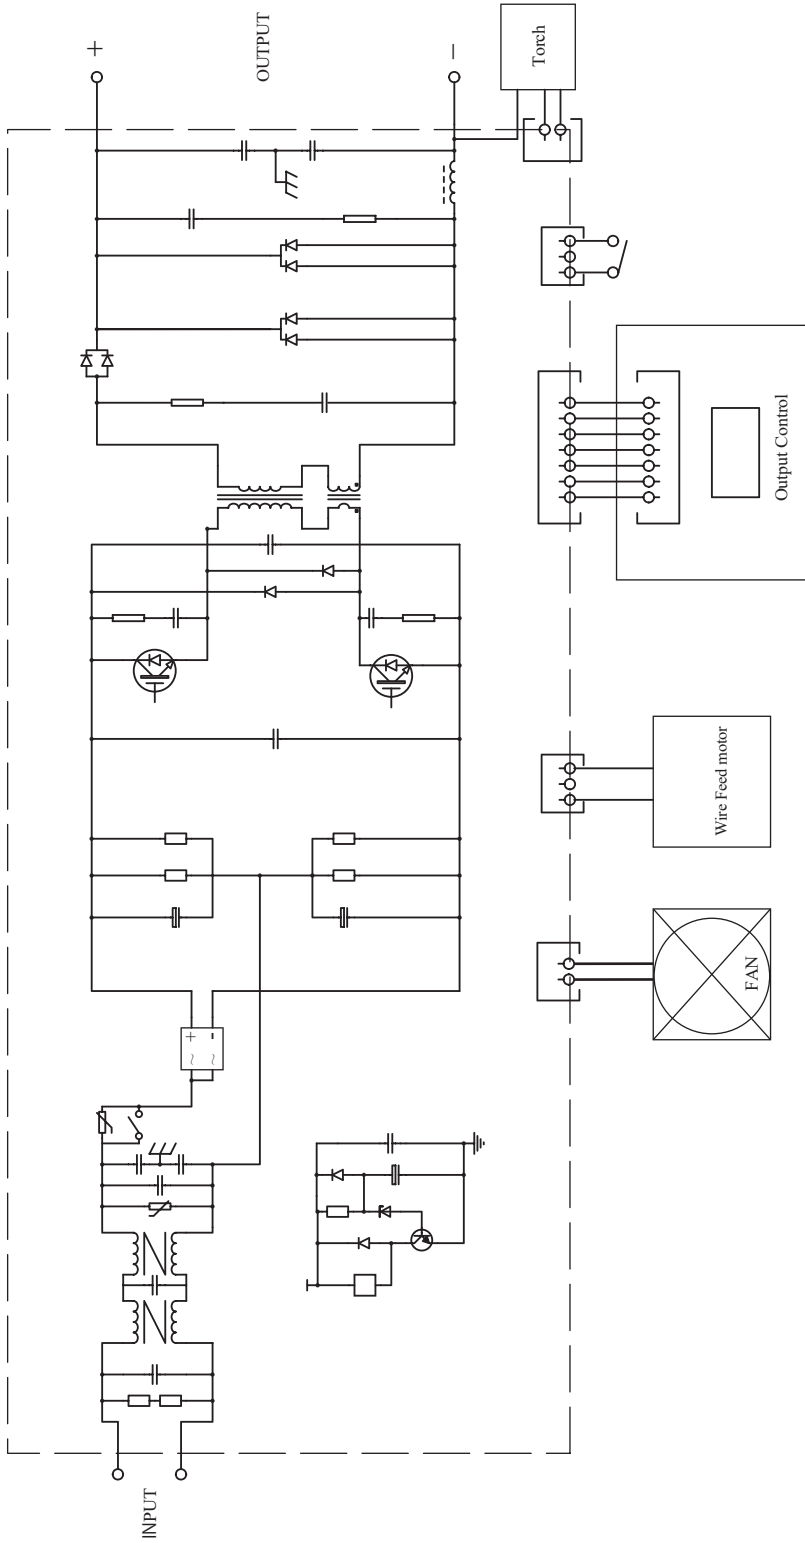 +
OUTPUT
−
Torch
Output Control
Wire Feed motor
FAN
~ +
~ -
INPUT